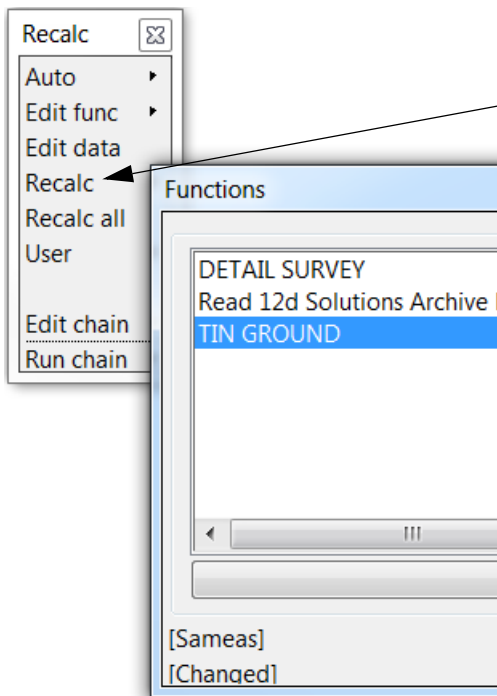 Recalc
Auto
Edit func
Edit data
Recalc
Recalc all
User
Edit chain
Run chain
Functions
DETAIL SURVEY
Read 12d Solutions Archive
TIN GROUND
[Sameas]
[Changed]